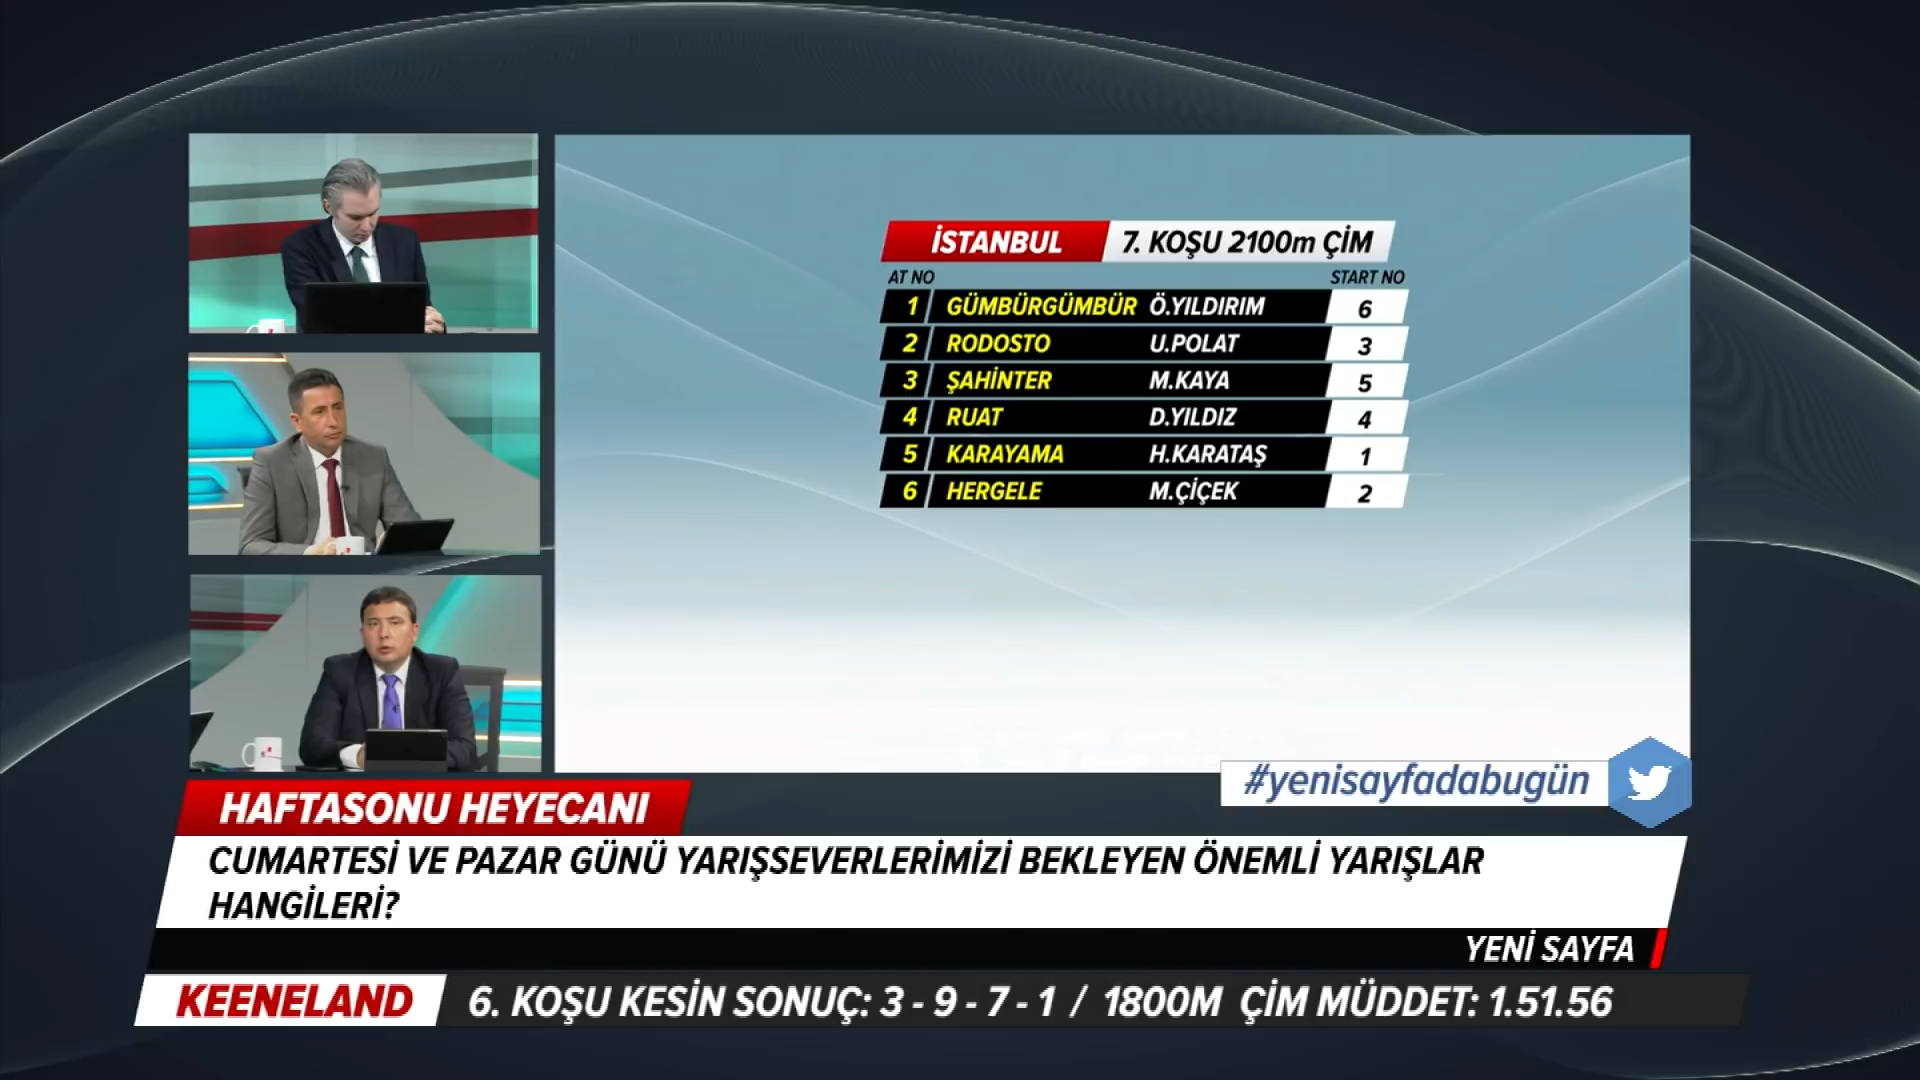 İSTANBUL 7. KOŞU 2100m ÇİM
AT NO START NO
1 GÜMBÜRGÜMBÜR Ö.YILDIRIM 6
2 RODOSTO U.POLAT 3
3 ŞAHİNTER M.KAYA 5
4 RUAT D.YILDIZ 4
5 KARAYAMA H.KARATAŞ 1
6 HERGELE M.ÇİÇEK 2
#yenisayfadabugün
HAFTASONU HEYECANI
CUMARTESİ VE PAZAR GÜNÜ YARIŞSEVERLERİMİZİ BEKLEYEN ÖNEMLİ YARIŞLAR
HANGİLERİ?
YENİ SAYFA
KEENELAND 6. KOŞU KESİN SONUÇ: 3 - 9 - 7 - 1 / 1800M ÇİM MÜDDET: 1.51.56